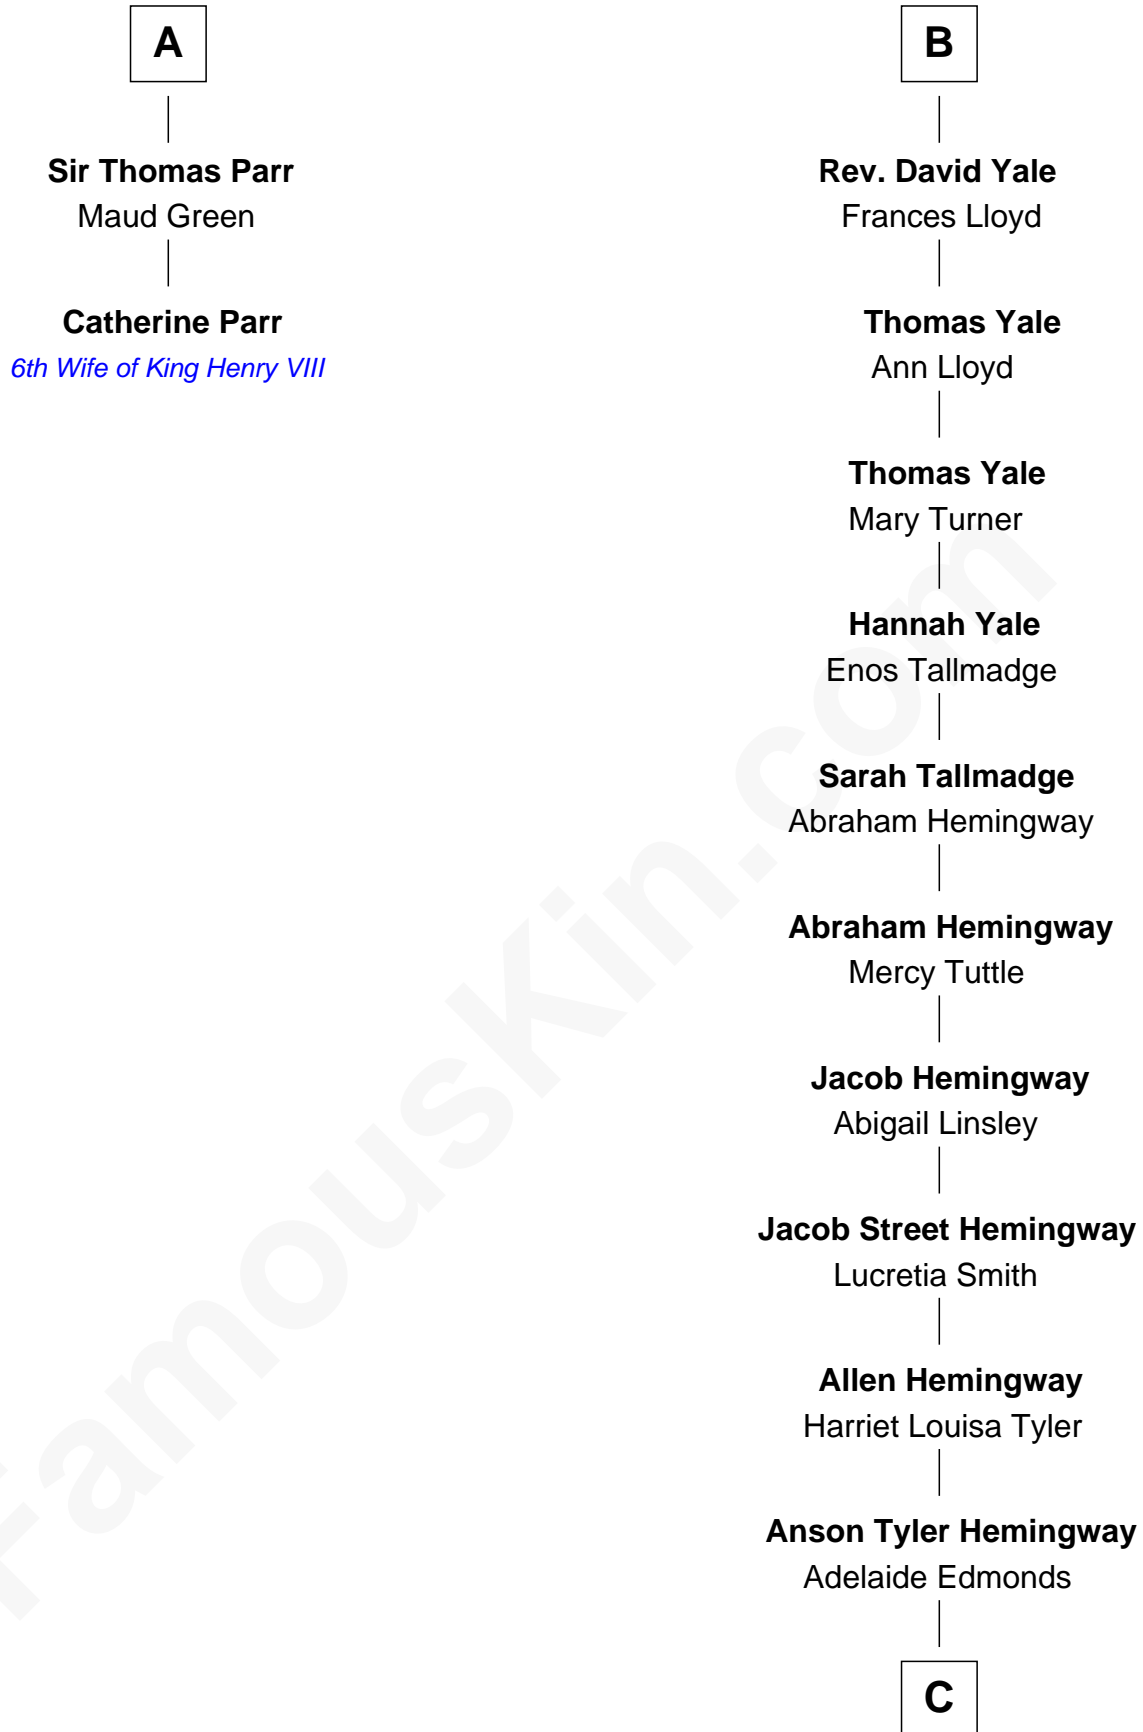 A
Sir Thomas Parr
Maud Green
Catherine Parr
6th Wife of King Henry VIII
B
Rev. David Yale
Frances Lloyd
Thomas Yale
Ann Lloyd
Thomas Yale
Mary Turner
Hannah Yale
Enos Tallmadge
Sarah Tallmadge
Abraham Hemingway
Abraham Hemingway
Mercy Tuttle
Jacob Hemingway
Abigail Linsley
Jacob Street Hemingway
Lucretia Smith
Allen Hemingway
Harriet Louisa Tyler
Anson Tyler Hemingway
Adelaide Edmonds
C
FamousKin.com